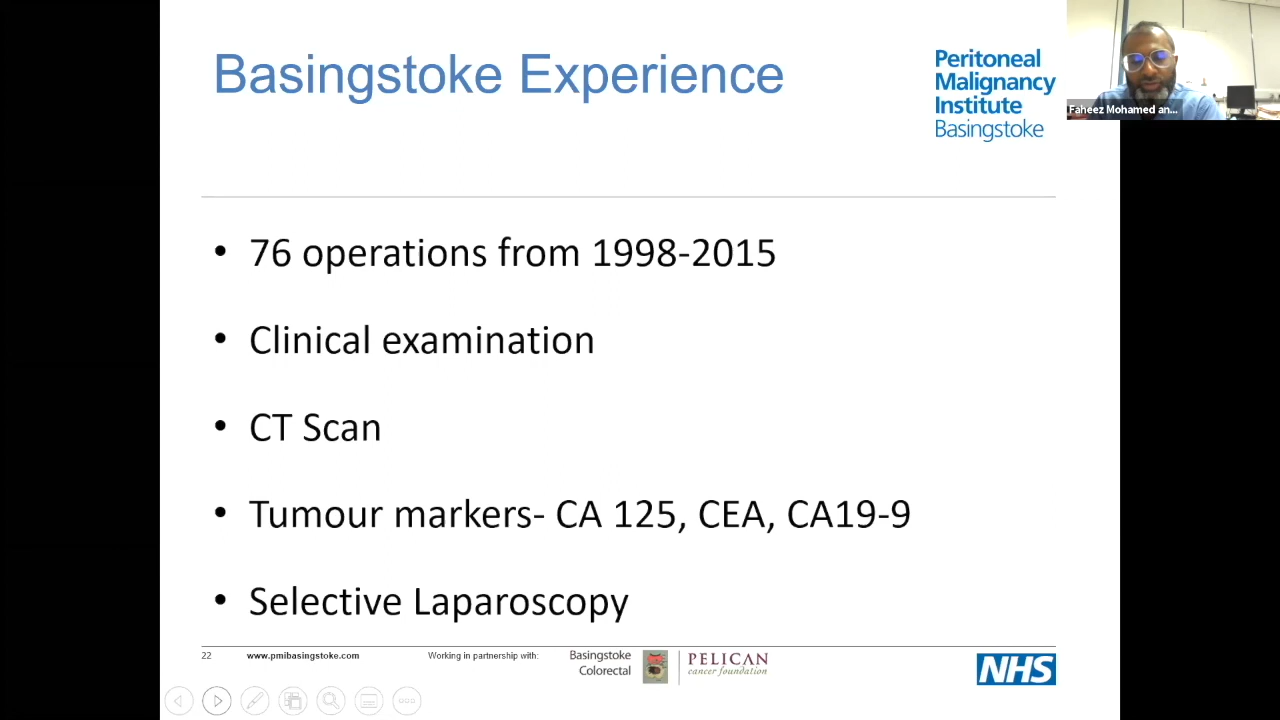 Basingstoke Experience
Peritoneal
Malignancy
Institute
Basingstoke
Faheez Mohamed an...
• 76 operations from 1998-2015
• Clinical examination
• CT Scan
• Tumour markers- CA 125, CEA, CA19-9
• Selective Laparoscopy
22
www.pmibasingstoke.com
Working in partnership with:
Basingstoke
Colorectal
PELICAN
cancer foundation
NHS